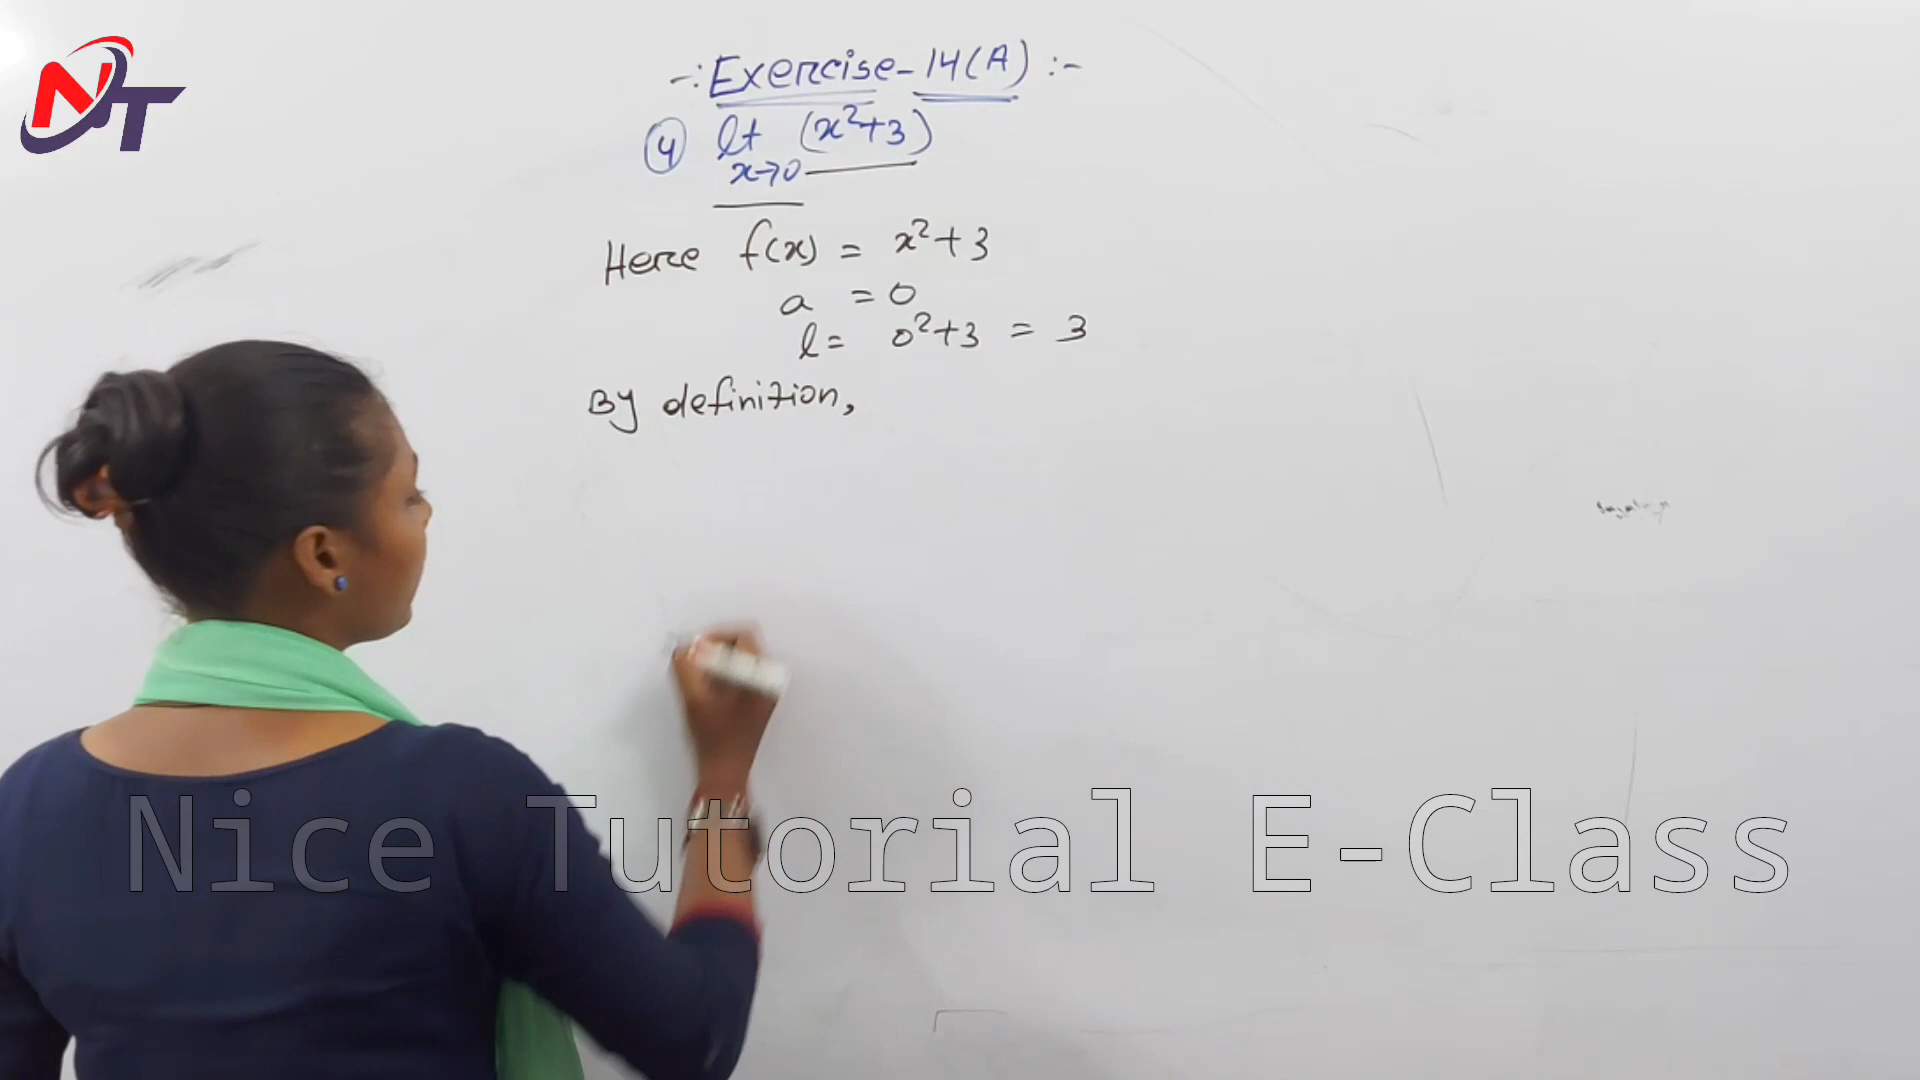 NT
-: Exercise-14(A) :-
④ lt (x²+3)
x→0
Here f(x) = x²+3
a = 0
l = 0²+3 = 3
By definition,
Nice Tutorial E-Class